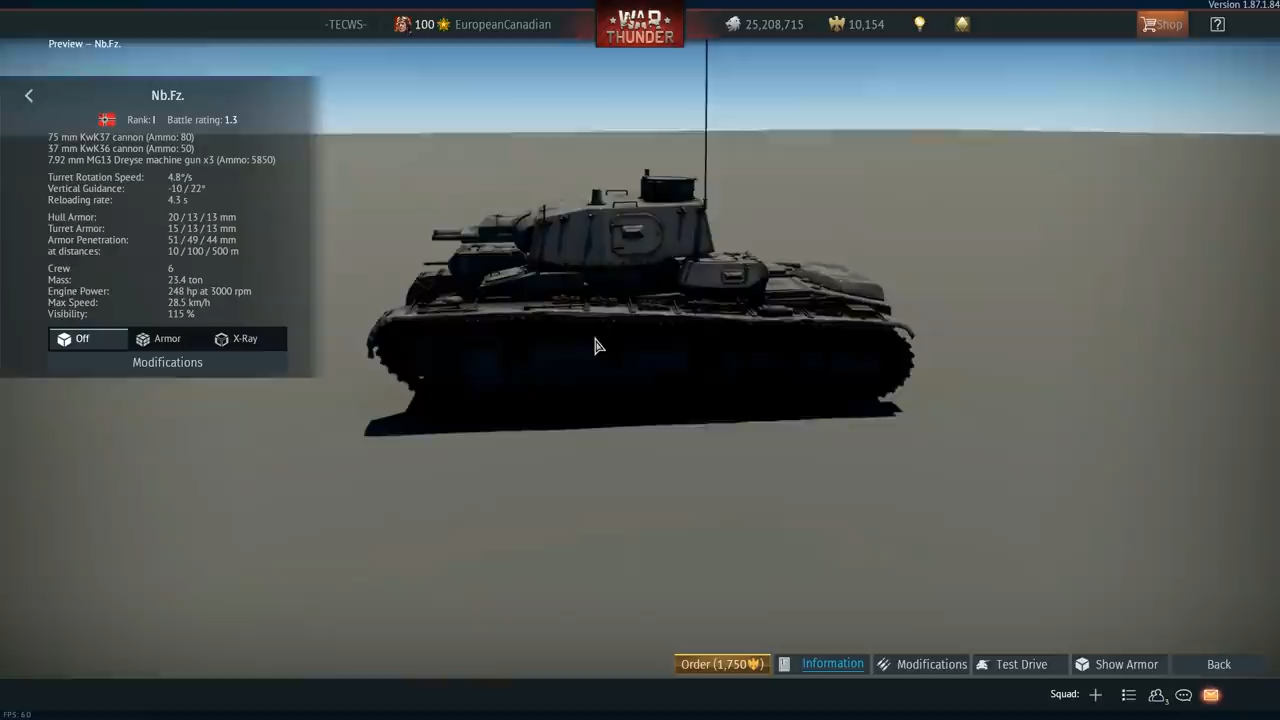 Version 1.87.1.84
-TECWS- 100 EuropeanCanadian WAR THUNDER 25,208,715 10,154 Shop
Preview – Nb.Fz.
Nb.Fz.
Rank: I Battle rating: 1.3
75 mm KwK37 cannon (Ammo: 80)
37 mm KwK36 cannon (Ammo: 50)
7.92 mm MG13 Dreyse machine gun x3 (Ammo: 5850)
Turret Rotation Speed: 4.8°/s
Vertical Guidance: -10 / 22°
Reloading rate: 4.3 s
Hull Armor: 20 / 13 / 13 mm
Turret Armor: 15 / 13 / 13 mm
Armor Penetration: 51 / 49 / 44 mm
at distances: 10 / 100 / 500 m
Crew 6
Mass: 23.4 ton
Engine Power: 248 hp at 3000 rpm
Max Speed: 28.5 km/h
Visibility: 115 %
Off Armor X-Ray
Modifications
Order (1,750) Information Modifications Test Drive Show Armor Back
Squad: 3
FPS: 60